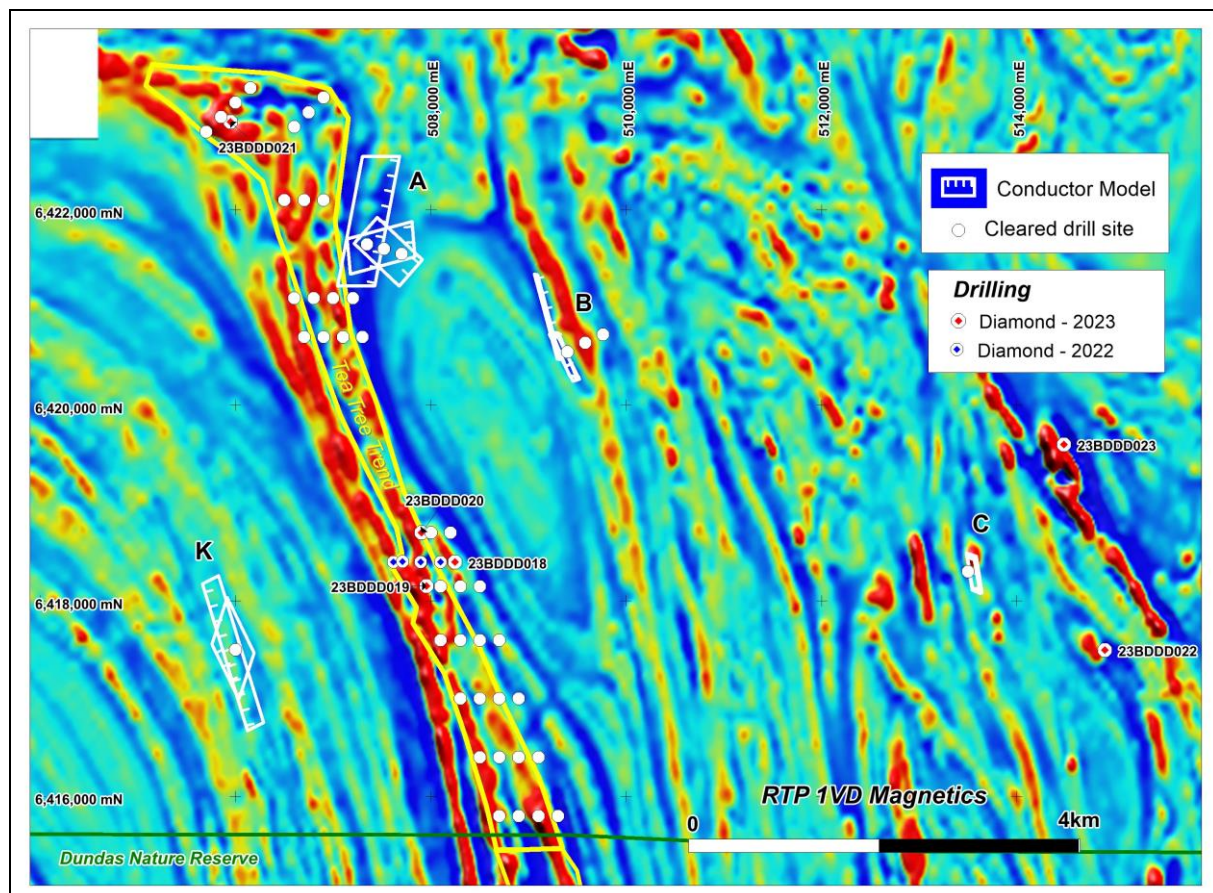 508,000 mE
510,000 mE
512,000 mE
514,000 mE
23BDDD021
A
6,422,000 mN
Conductor Model
Cleared drill site
Drilling
Diamond - 2023
Diamond - 2022
B
Tea Tree Trend
6,420,000 mN
23BDDD023
23BDDD020
C
K
23BDDD018
23BDDD019
6,418,000 mN
23BDDD022
6,416,000 mN
RTP 1VD Magnetics
0
4km
Dundas Nature Reserve